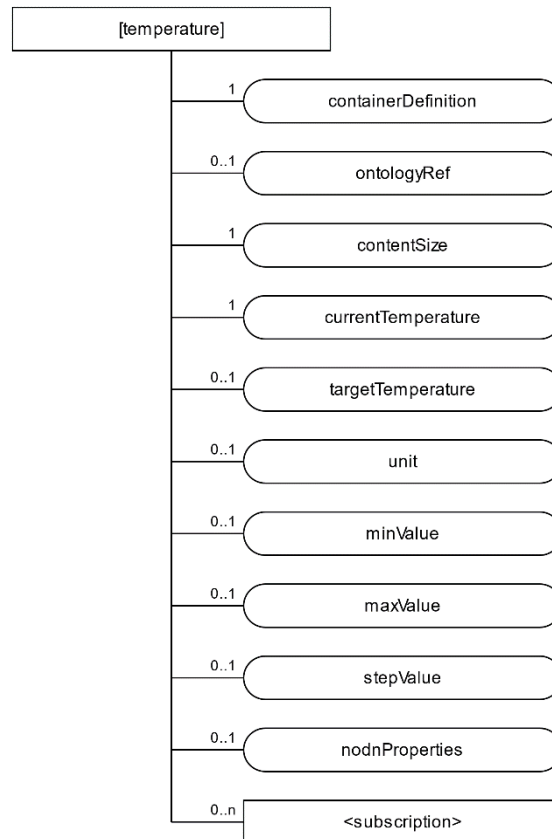 [temperature]
1
containerDefinition
0..1
ontologyRef
1
contentSize
1
currentTemperature
0..1
targetTemperature
0..1
unit
0..1
minValue
0..1
maxValue
0..1
stepValue
0..1
nodnProperties
0..n
<subscription>